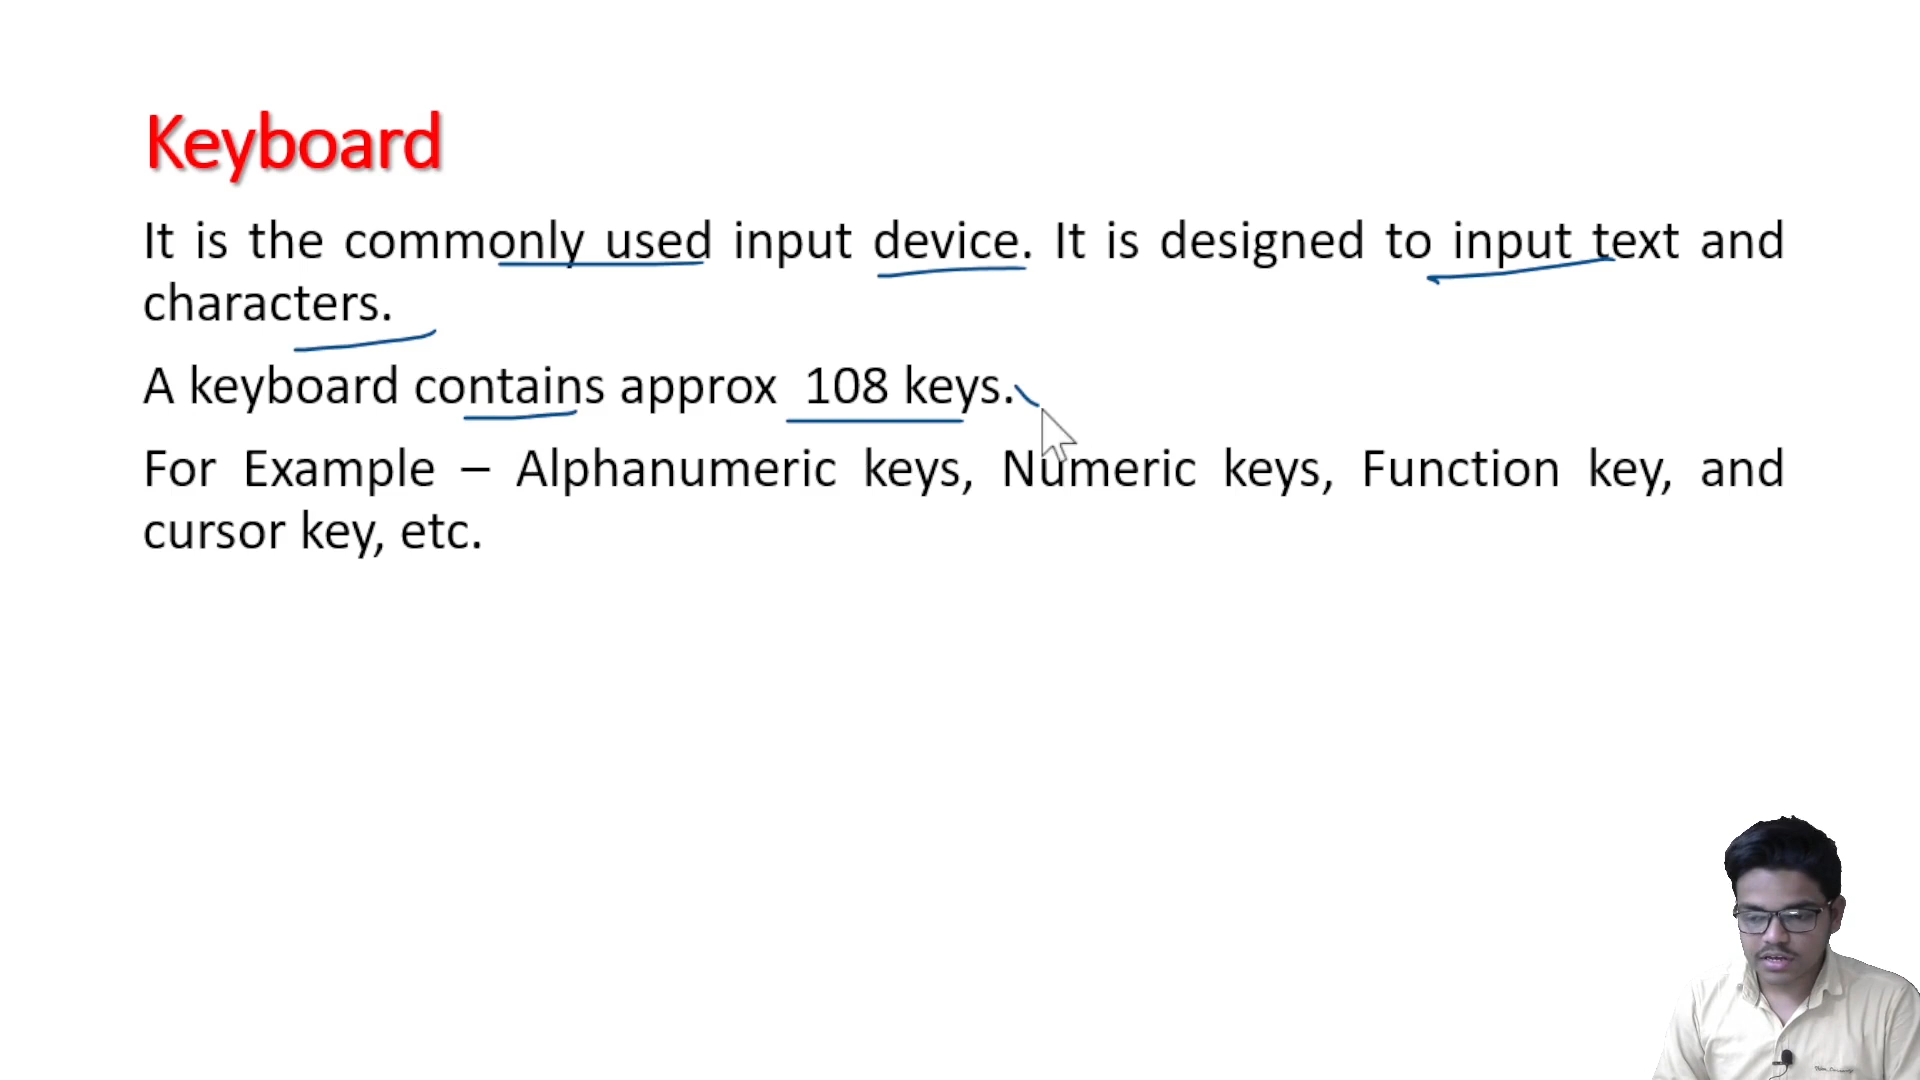 Keyboard
It is the commonly used input device. It is designed to input text and
characters.
A keyboard contains approx 108 keys.
For Example – Alphanumeric keys, Numeric keys, Function key, and
cursor key, etc.